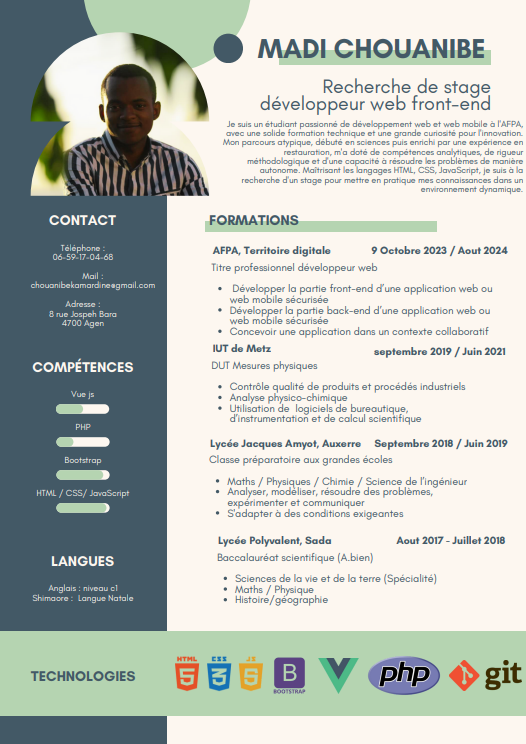 MADI CHOUANIBE
Recherche de stage
développeur web front-end
Je suis un étudiant passionné de développement web et web mobile à l'AFPA,
avec une solide formation technique et une grande curiosité pour l'innovation.
Mon parcours atypique, débuté en sciences puis enrichi par une expérience en
restauration, m'a doté de compétences analytiques, de rigueur
méthodologique et d'une capacité à résoudre les problèmes de manière
autonome. Maîtrisant les langages HTML, CSS, JavaScript, je suis à la
recherche d'un stage pour mettre en pratique mes connaissances dans un
environnement dynamique.
CONTACT
Téléphone :
06-59-17-04-68
Mail :
chouanibekamardine@gmail.com
Adresse :
8 rue Jospeh Bara
4700 Agen
COMPÉTENCES
Vue js
PHP
Bootstrap
HTML / CSS/ JavaScript
LANGUES
Anglais : niveau c1
Shimaore : Langue Natale
FORMATIONS
AFPA, Territoire digitale 9 Octobre 2023 / Aout 2024
Titre professionnel développeur web
• Développer la partie front-end d'une application web ou
web mobile sécurisée
• Développer la partie back-end d'une application web ou
web mobile sécurisée
• Concevoir une application dans un contexte collaboratif
IUT de Metz septembre 2019 / Juin 2021
DUT Mesures physiques
• Contrôle qualité de produits et procédés industriels
• Analyse physico-chimique
• Utilisation de logiciels de bureautique,
d'instrumentation et de calcul scientifique
Lycée Jacques Amyot, Auxerre Septembre 2018 / Juin 2019
Classe préparatoire aux grandes écoles
• Maths / Physiques / Chimie / Science de l'ingénieur
• Analyser, modéliser, résoudre des problèmes,
expérimenter et communiquer
• S'adapter à des conditions exigeantes
Lycée Polyvalent, Sada Aout 2017 - Juillet 2018
Baccalauréat scientifique (A.bien)
• Sciences de la vie et de la terre (Spécialité)
• Maths / Physique
• Histoire/géographie
TECHNOLOGIES
HTML 5 CSS 3 JS 5 B BOOTSTRAP php git